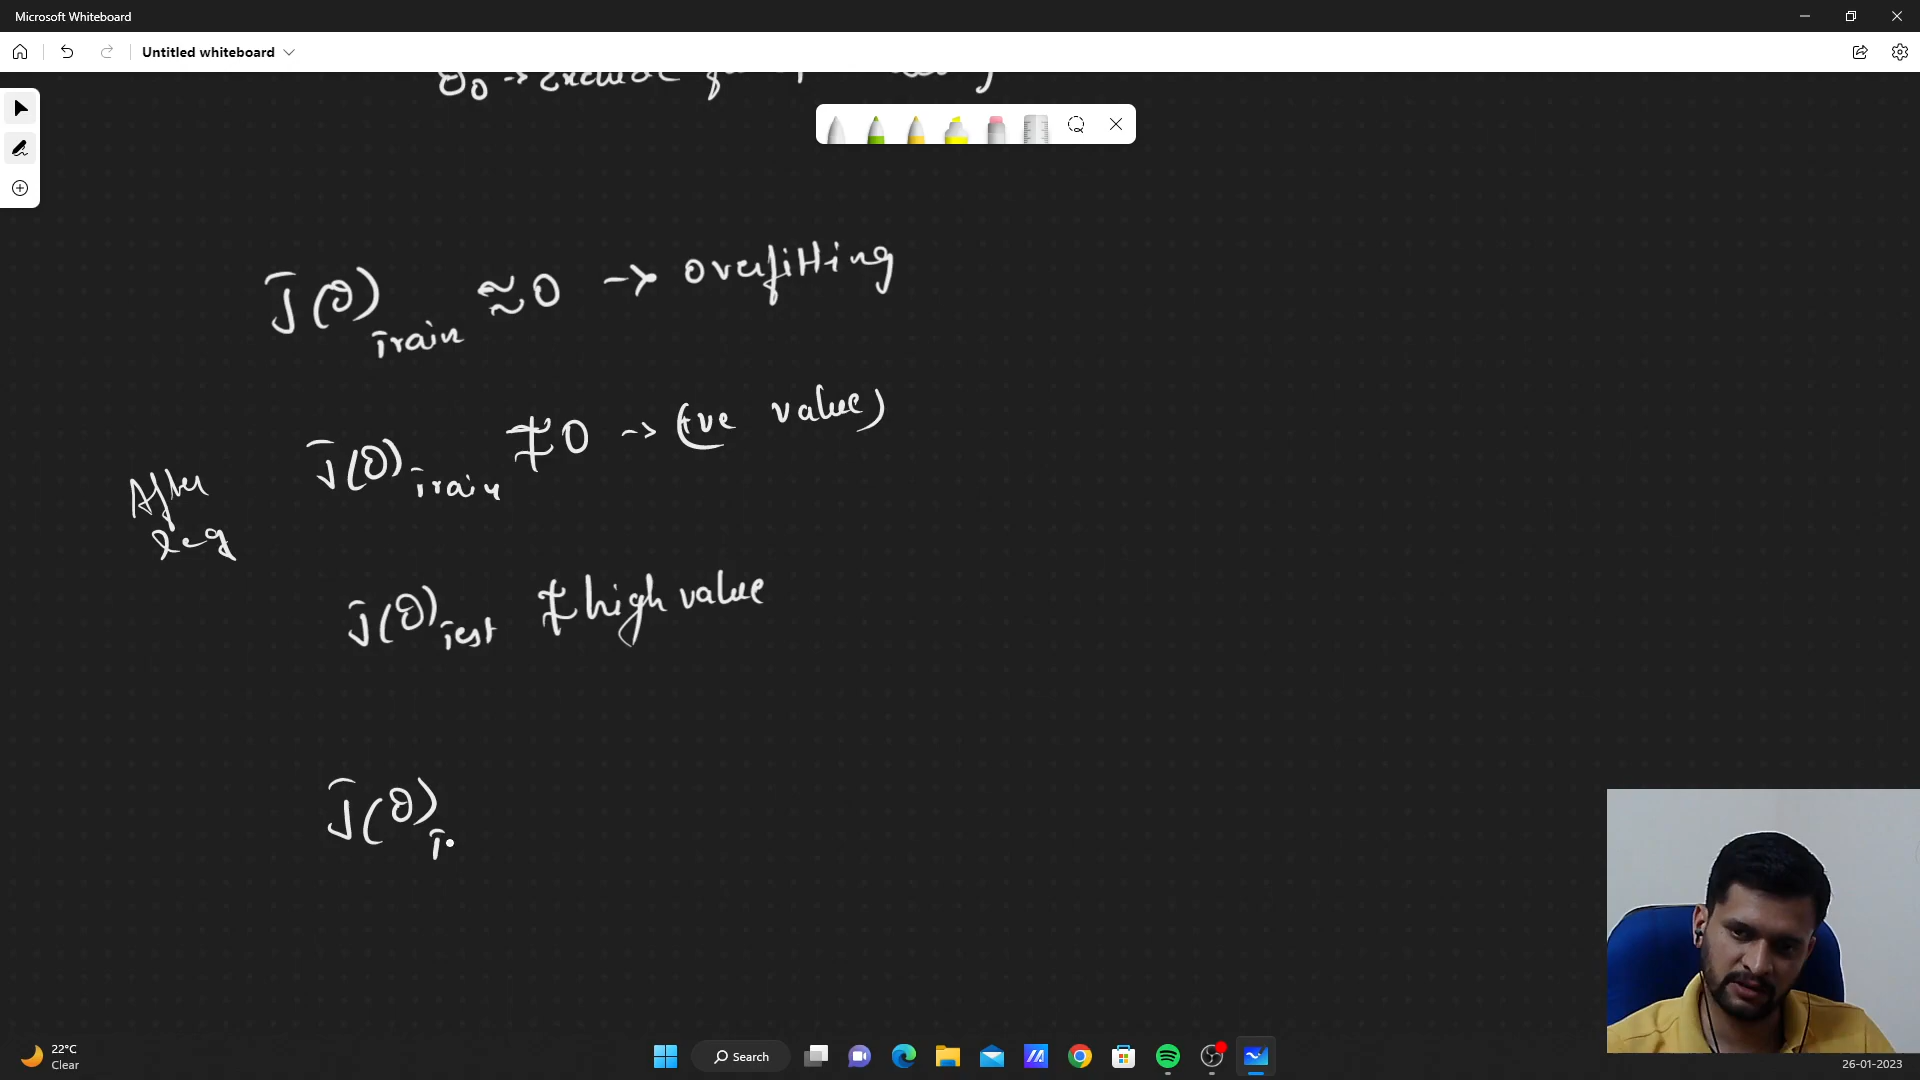 Microsoft Whiteboard
Untitled whiteboard
θ₀ →
J(θ) Train ≈ 0 → overfitting
After reg
J(θ) Train ≠ 0 → (+ve value)
J(θ) Test ≠ high value
J(θ) T
22°C
Clear
Search
26-01-2023